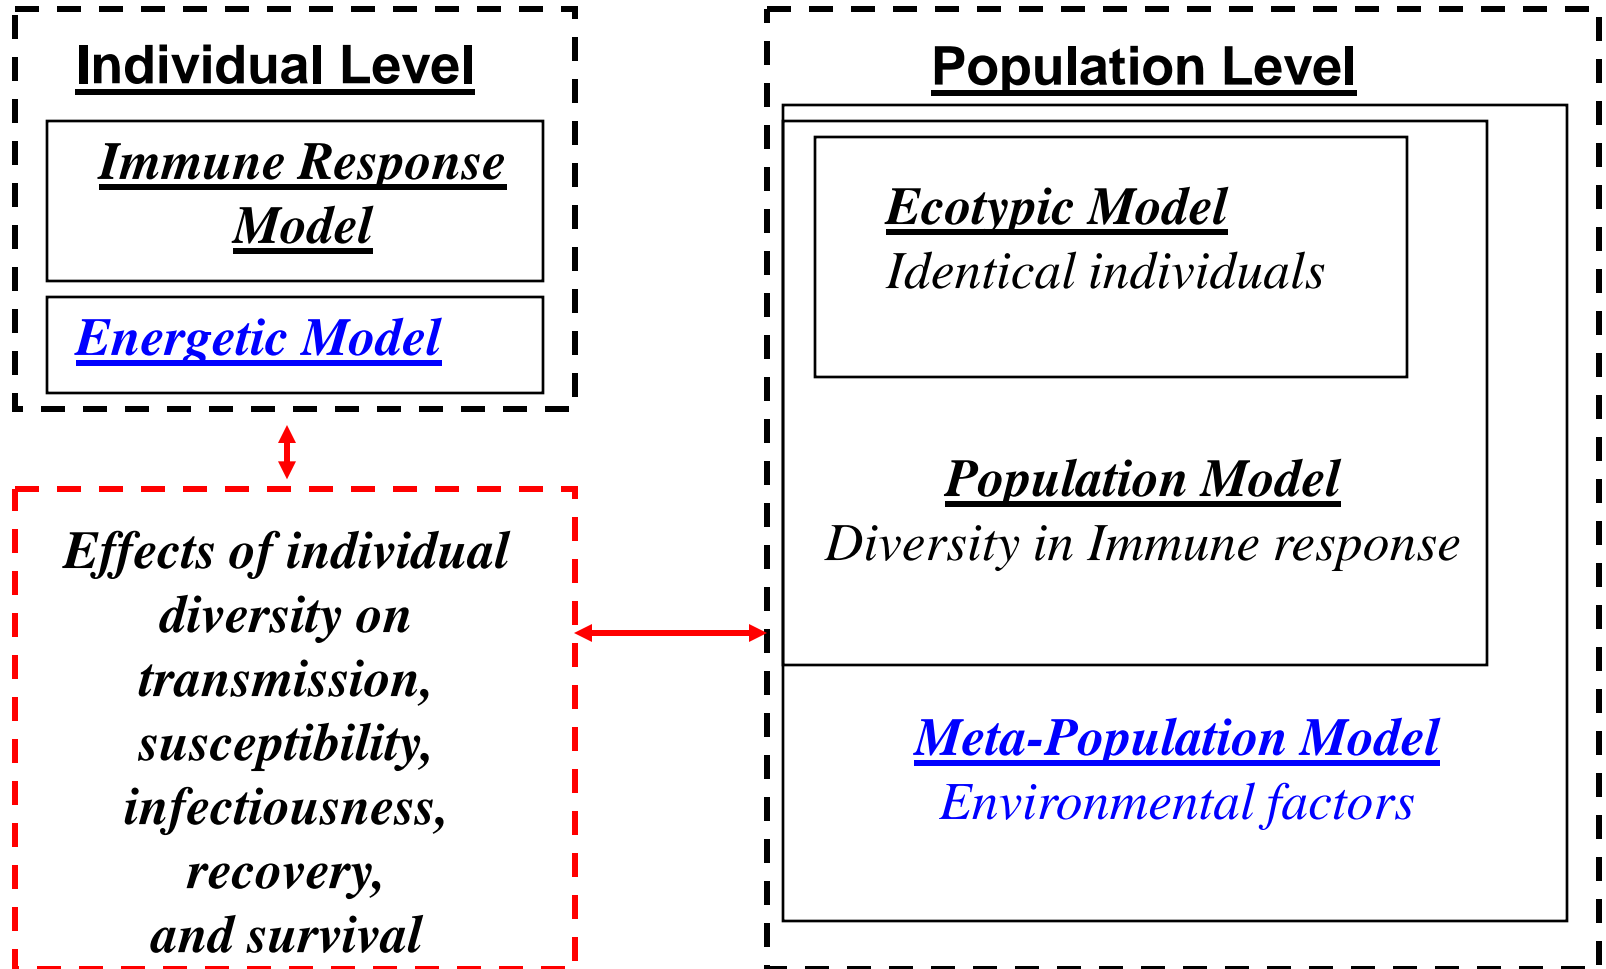 Individual Level
Immune Response
Model
Energetic Model
Effects of individual
diversity on
transmission,
susceptibility,
infectiousness,
recovery,
and survival
Population Level
Ecotypic Model
Identical individuals
Population Model
Diversity in Immune response
Meta-Population Model
Environmental factors